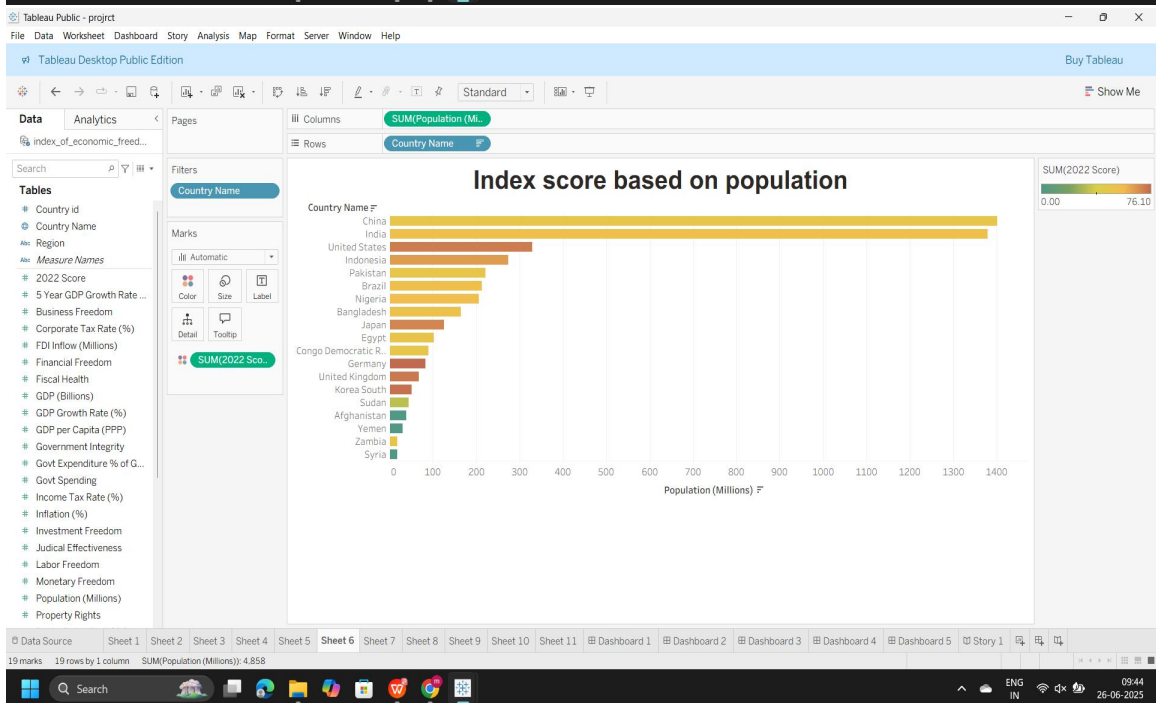 Tableau Public - projrct
File Data Worksheet Dashboard Story Analysis Map Format Server Window Help
Tableau Desktop Public Edition
Buy Tableau
Standard
Show Me
Data Analytics
Pages
Columns
SUM(Population (Mi..
index_of_economic_freed...
Rows
Country Name
Search
Filters
Country Name
Tables
# Country id
Country Name
Abc Region
Abc Measure Names
# 2022 Score
# 5 Year GDP Growth Rate ...
# Business Freedom
# Corporate Tax Rate (%)
# FDI Inflow (Millions)
# Financial Freedom
# Fiscal Health
# GDP (Billions)
# GDP Growth Rate (%)
# GDP per Capita (PPP)
# Government Integrity
# Govt Expenditure % of G...
# Govt Spending
# Income Tax Rate (%)
# Inflation (%)
# Investment Freedom
# Judical Effectiveness
# Labor Freedom
# Monetary Freedom
# Population (Millions)
# Property Rights
Marks
Automatic
Color Size Label
Detail Tooltip
SUM(2022 Sco..
Index score based on population
Country Name
China
India
United States
Indonesia
Pakistan
Brazil
Nigeria
Bangladesh
Japan
Egypt
Congo Democratic R..
Germany
United Kingdom
Korea South
Sudan
Afghanistan
Yemen
Zambia
Syria
0 100 200 300 400 500 600 700 800 900 1000 1100 1200 1300 1400
Population (Millions)
SUM(2022 Score)
0.00 76.10
Data Source Sheet 1 Sheet 2 Sheet 3 Sheet 4 Sheet 5 Sheet 6 Sheet 7 Sheet 8 Sheet 9 Sheet 10 Sheet 11 Dashboard 1 Dashboard 2 Dashboard 3 Dashboard 4 Dashboard 5 Story 1
19 marks 19 rows by 1 column SUM(Population (Millions)): 4,858
Search
ENG
IN
09:44
26-06-2025